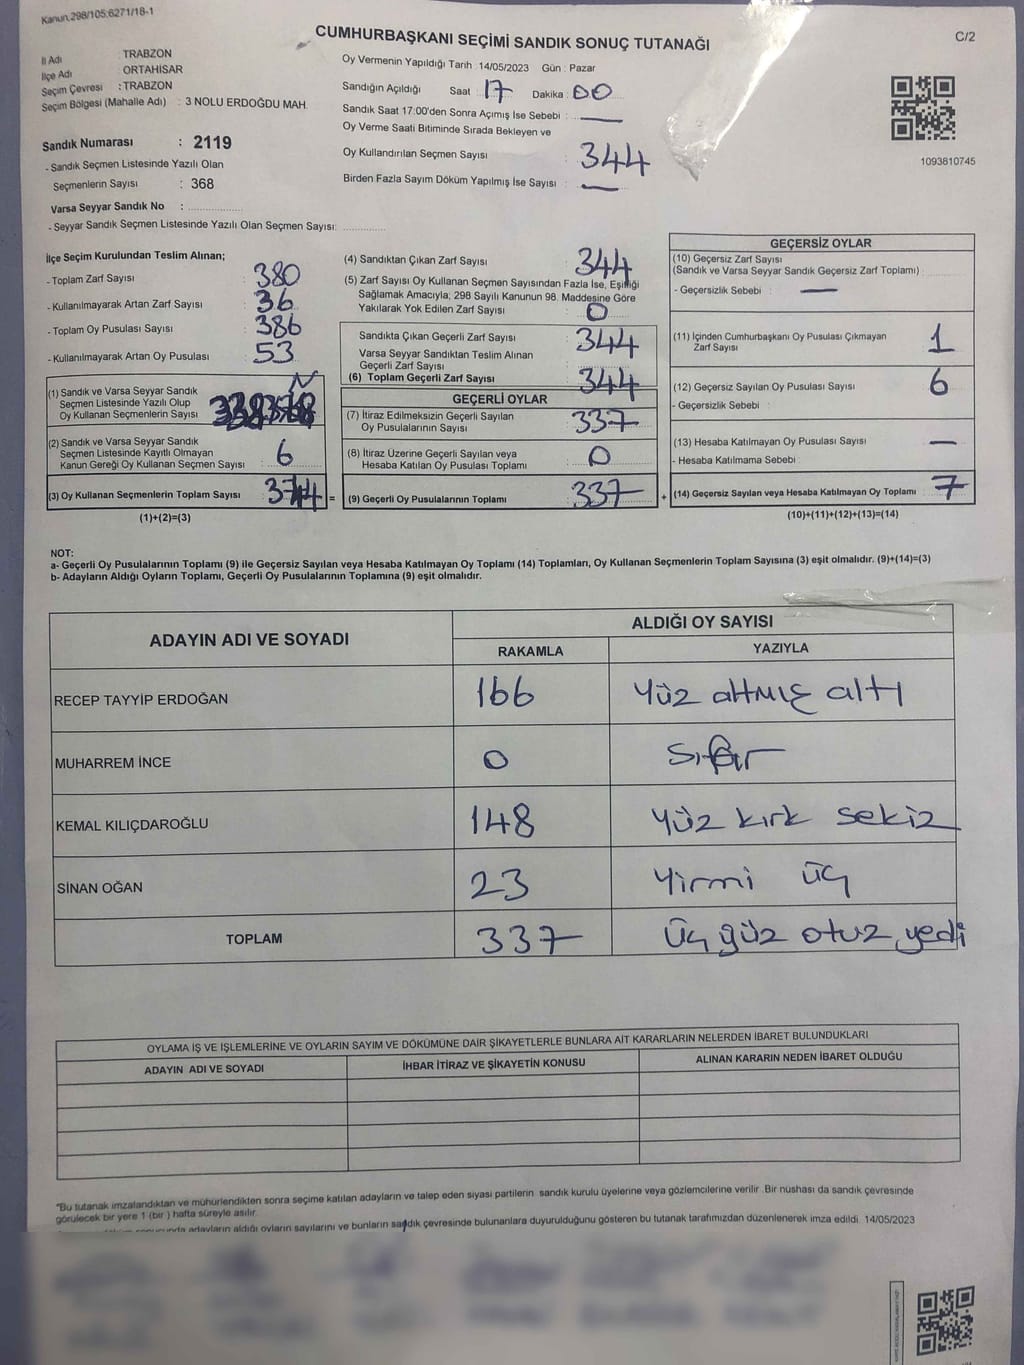 Kanun.298/105:6271/18-1
CUMHURBAŞKANI SEÇİMİ SANDIK SONUÇ TUTANAĞI
C/2
İl Adı : TRABZON
İlçe Adı : ORTAHİSAR
Seçim Çevresi : TRABZON
Seçim Bölgesi (Mahalle Adı) : 3 NOLU ERDOĞDU MAH.
Sandık Numarası : 2119
- Sandık Seçmen Listesinde Yazılı Olan
Seçmenlerin Sayısı : 368
Varsa Seyyar Sandık No :
- Seyyar Sandık Seçmen Listesinde Yazılı Olan Seçmen Sayısı:
Oy Vermenin Yapıldığı Tarih : 14/05/2023 Gün : Pazar
Sandığın Açıldığı Saat : 17 Dakika : 00
Sandık Saat 17:00'den Sonra Açımış İse Sebebi : —
Oy Verme Saati Bitiminde Sırada Bekleyen ve
Oy Kullandırılan Seçmen Sayısı : 344
Birden Fazla Sayım Döküm Yapılmış İse Sayısı : —
1093810745
İlçe Seçim Kurulundan Teslim Alınan;
- Toplam Zarf Sayısı : 380
- Kullanılmayarak Artan Zarf Sayısı : 36
- Toplam Oy Pusulası Sayısı : 386
- Kullanılmayarak Artan Oy Pusulası : 53
(1) Sandık ve Varsa Seyyar Sandık
Seçmen Listesinde Yazılı Olup
Oy Kullanan Seçmenlerin Sayısı
(2) Sandık ve Varsa Seyyar Sandık
Seçmen Listesinde Kayıtlı Olmayan
Kanun Gereği Oy Kullanan Seçmen Sayısı : 6
(3) Oy Kullanan Seçmenlerin Toplam Sayısı :
(1)+(2)=(3)
(4) Sandıktan Çıkan Zarf Sayısı : 344
(5) Zarf Sayısı Oy Kullanan Seçmen Sayısından Fazla İse, Eşitliği
Sağlamak Amacıyla; 298 Sayılı Kanunun 98. Maddesine Göre
Yakılarak Yok Edilen Zarf Sayısı : 0
Sandıkta Çıkan Geçerli Zarf Sayısı : 344
Varsa Seyyar Sandıktan Teslim Alınan
Geçerli Zarf Sayısı
(6) Toplam Geçerli Zarf Sayısı : 344
GEÇERLİ OYLAR
(7) İtiraz Edilmeksizin Geçerli Sayılan
Oy Pusulalarının Sayısı : 337
(8) İtiraz Üzerine Geçerli Sayılan veya
Hesaba Katılan Oy Pusulası Toplamı : 0
= (9) Geçerli Oy Pusulalarının Toplamı : 337
GEÇERSİZ OYLAR
(10) Geçersiz Zarf Sayısı
(Sandık ve Varsa Seyyar Sandık Geçersiz Zarf Toplamı) :
- Geçersizlik Sebebi : —
(11) İçinden Cumhurbaşkanı Oy Pusulası Çıkmayan
Zarf Sayısı : 1
(12) Geçersiz Sayılan Oy Pusulası Sayısı : 6
- Geçersizlik Sebebi :
(13) Hesaba Katılmayan Oy Pusulası Sayısı : —
- Hesaba Katılmama Sebebi :
+ (14) Geçersiz Sayılan veya Hesaba Katılmayan Oy Toplamı : 7
(10)+(11)+(12)+(13)=(14)
NOT:
a- Geçerli Oy Pusulalarının Toplamı (9) ile Geçersiz Sayılan veya Hesaba Katılmayan Oy Toplamı (14) Toplamları, Oy Kullanan Seçmenlerin Toplam Sayısına (3) eşit olmalıdır. (9)+(14)=(3)
b- Adayların Aldığı Oyların Toplamı, Geçerli Oy Pusulalarının Toplamına (9) eşit olmalıdır.
ADAYIN ADI VE SOYADI ALDIĞI OY SAYISI
RAKAMLA YAZIYLA
RECEP TAYYİP ERDOĞAN 166 Yüz altmış altı
MUHARREM İNCE 0 Sıfır
KEMAL KILIÇDAROĞLU 148 Yüz kırk sekiz
SİNAN OĞAN 23 Yirmi üç
TOPLAM 337 Üç yüz otuz yedi
OYLAMA İŞ VE İŞLEMLERİNE VE OYLARIN SAYIM VE DÖKÜMÜNE DAİR ŞİKAYETLERLE BUNLARA AİT KARARLARIN NELERDEN İBARET BULUNDUKLARI
ADAYIN ADI VE SOYADI İHBAR İTİRAZ VE ŞİKAYETİN KONUSU ALINAN KARARIN NEDEN İBARET OLDUĞU
"Bu tutanak imzalandıktan ve mühürlendikten sonra seçime katılan adayların ve talep eden siyasi partilerin sandık kurulu üyelerine veya gözlemcilerine verilir .Bir nüshası da sandık çevresinde
görülecek bir yere 1 (bir ) hafta süreyle asılır.
adayların aldığı oyların sayılarını ve bunların sandık çevresinde bulunanlara duyurulduğunu gösteren bu tutanak tarafımızdan düzenlenerek imza edildi. 14/05/2023